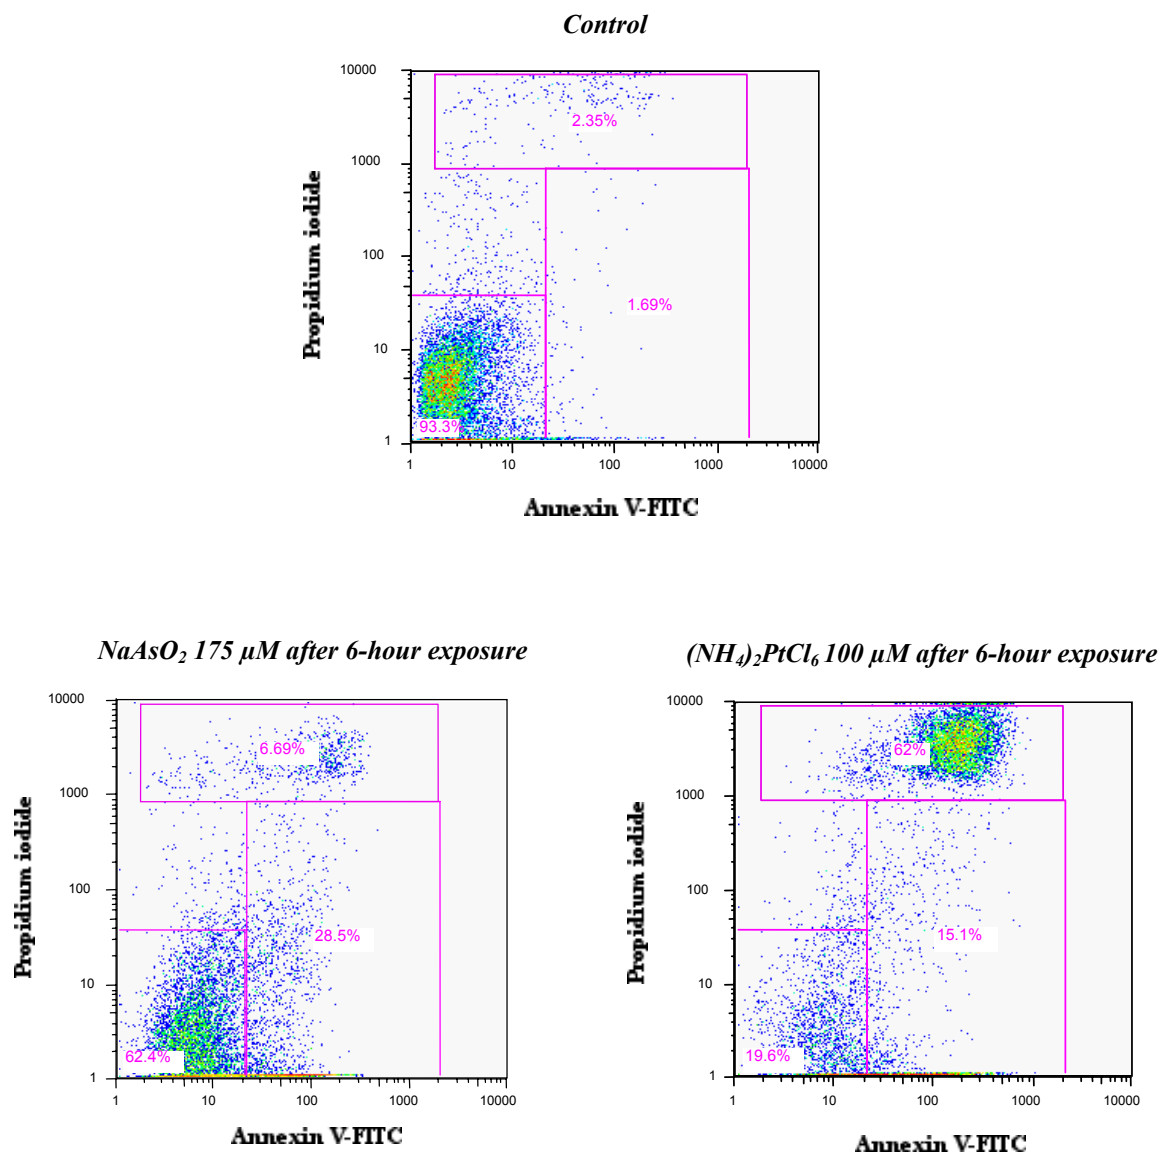 Control
10000
1000
100
10
1
Propidium iodide
2.35%
1.69%
93.3%
1 10 100 1000 10000
Annexin V-FITC
NaAsO₂ 175 µM after 6-hour exposure
10000
1000
100
10
1
Propidium iodide
6.69%
28.5%
62.4%
1 10 100 1000 10000
Annexin V-FITC
(NH₄)₂PtCl₆ 100 µM after 6-hour exposure
10000
1000
100
10
1
Propidium iodide
62%
15.1%
19.6%
1 10 100 1000 10000
Annexin V-FITC